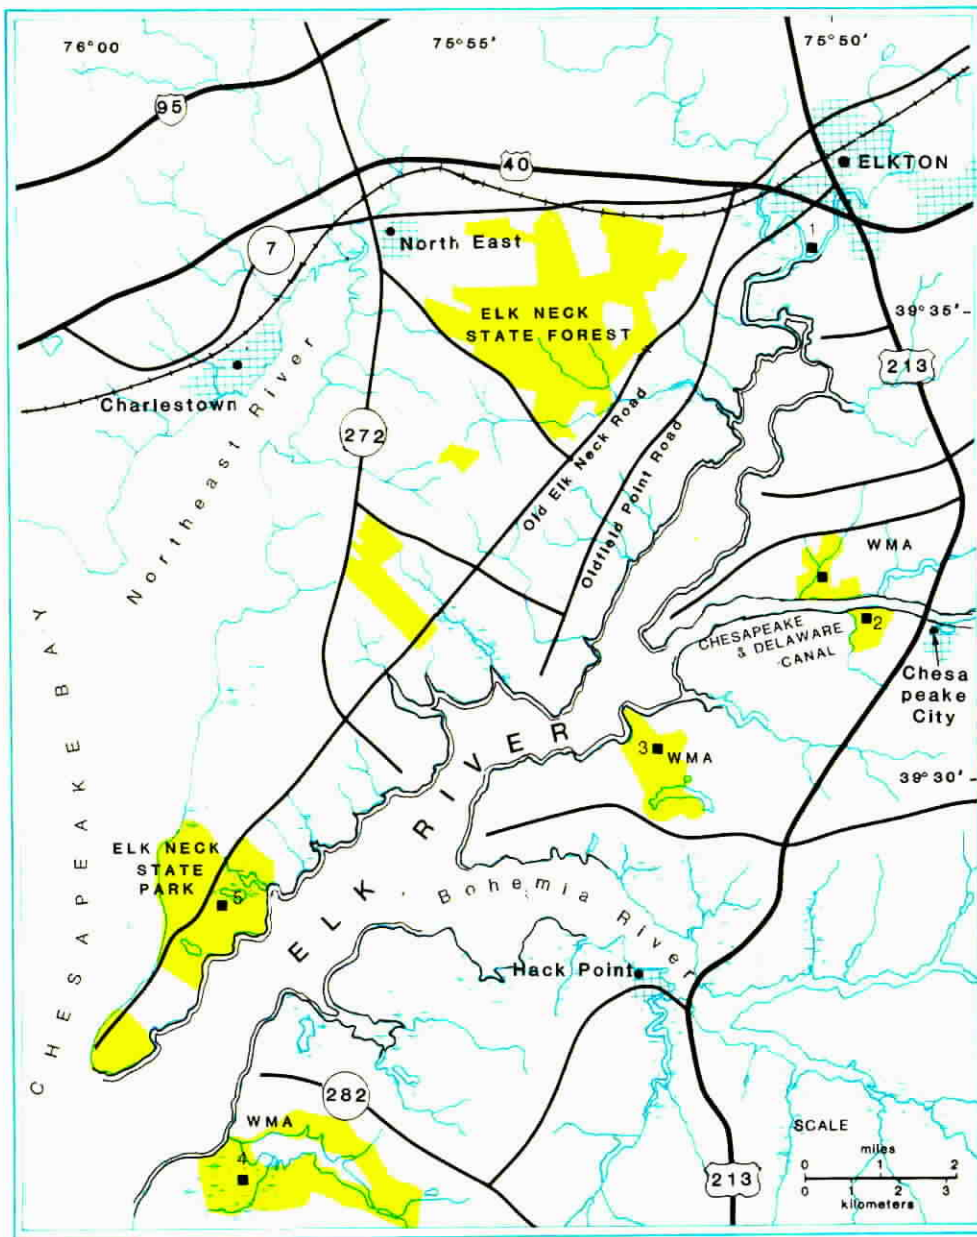 76°00
75°55'
75°50'
95
40
ELKTON
1
7
North East
ELK NECK
STATE FOREST
39°35'
213
Charlestown
Northeast River
272
Old Elk Neck Road
Oldfield Point Road
WMA
CHESAPEAKE
& DELAWARE
CANAL
2
Chesa
peake
City
CHESAPEAKE BAY
ELK RIVER
3
WMA
39°30'
ELK NECK
STATE
PARK
5
Bohemia River
Hack Point
282
WMA
4
213
SCALE
miles
0 1 2
0 1 2 3
kilometers